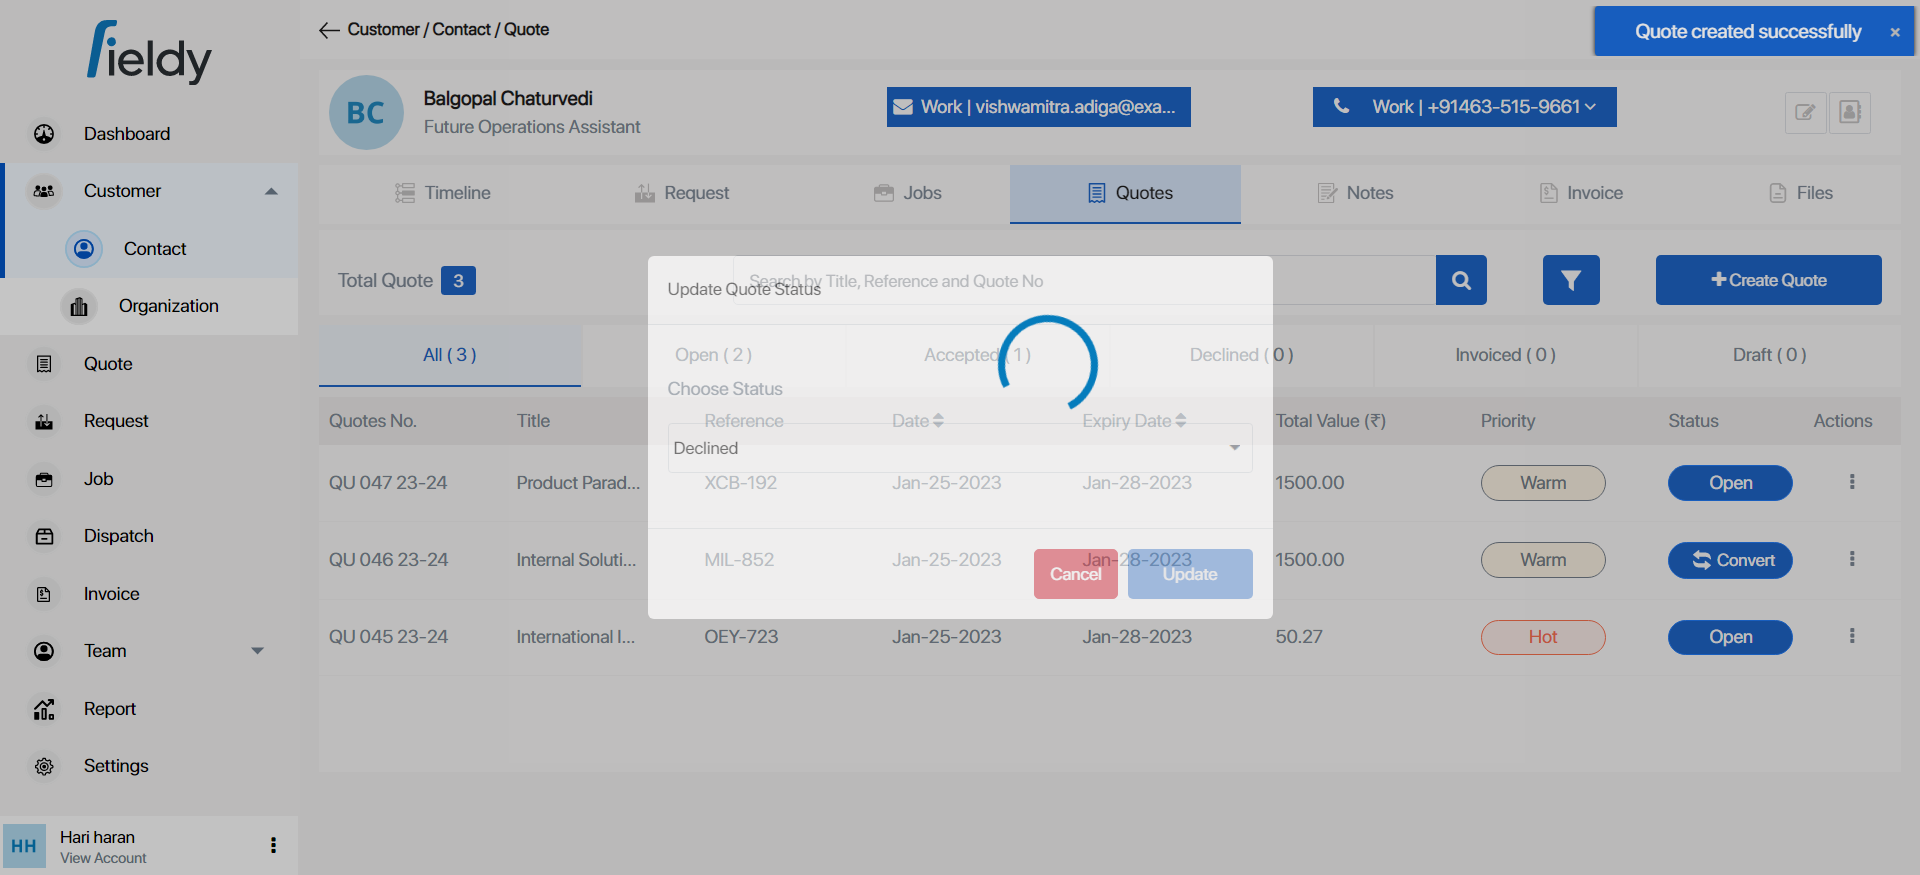 fieldy
Dashboard
Customer
Contact
Organization
Quote
Request
Job
Dispatch
Invoice
Team
Report
Settings
HH
Hari haran
View Account
Customer / Contact / Quote
Quote created successfully ×
BC
Balgopal Chaturvedi
Future Operations Assistant
Work | vishwamitra.adiga@exa...
Work | +91463-515-9661
Timeline Request Jobs Quotes Notes Invoice Files
Total Quote 3
Search by Title, Reference and Quote No
Create Quote
All ( 3 ) Open ( 2 ) Accepted ( 1 ) Declined ( 0 ) Invoiced ( 0 ) Draft ( 0 )
Quotes No. Title Reference Date Expiry Date Total Value (₹) Priority Status Actions
QU 047 23-24 Product Parad... XCB-192 Jan-25-2023 Jan-28-2023 1500.00 Warm Open
QU 046 23-24 Internal Soluti... MIL-852 Jan-25-2023 Jan-28-2023 1500.00 Warm Convert
QU 045 23-24 International I... OEY-723 Jan-25-2023 Jan-28-2023 50.27 Hot Open
Update Quote Status
Choose Status
Declined
Cancel Update